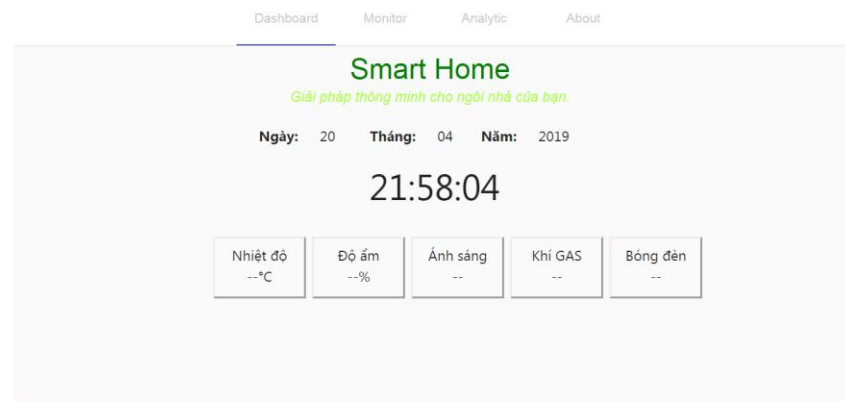 Dashboard Monitor Analytic About
Smart Home
Giải pháp thông minh cho ngôi nhà của bạn.
Ngày: 20 Tháng: 04 Năm: 2019
21:58:04
Nhiệt độ Độ ẩm Ánh sáng Khí GAS Bóng đèn
--°C --% -- -- --